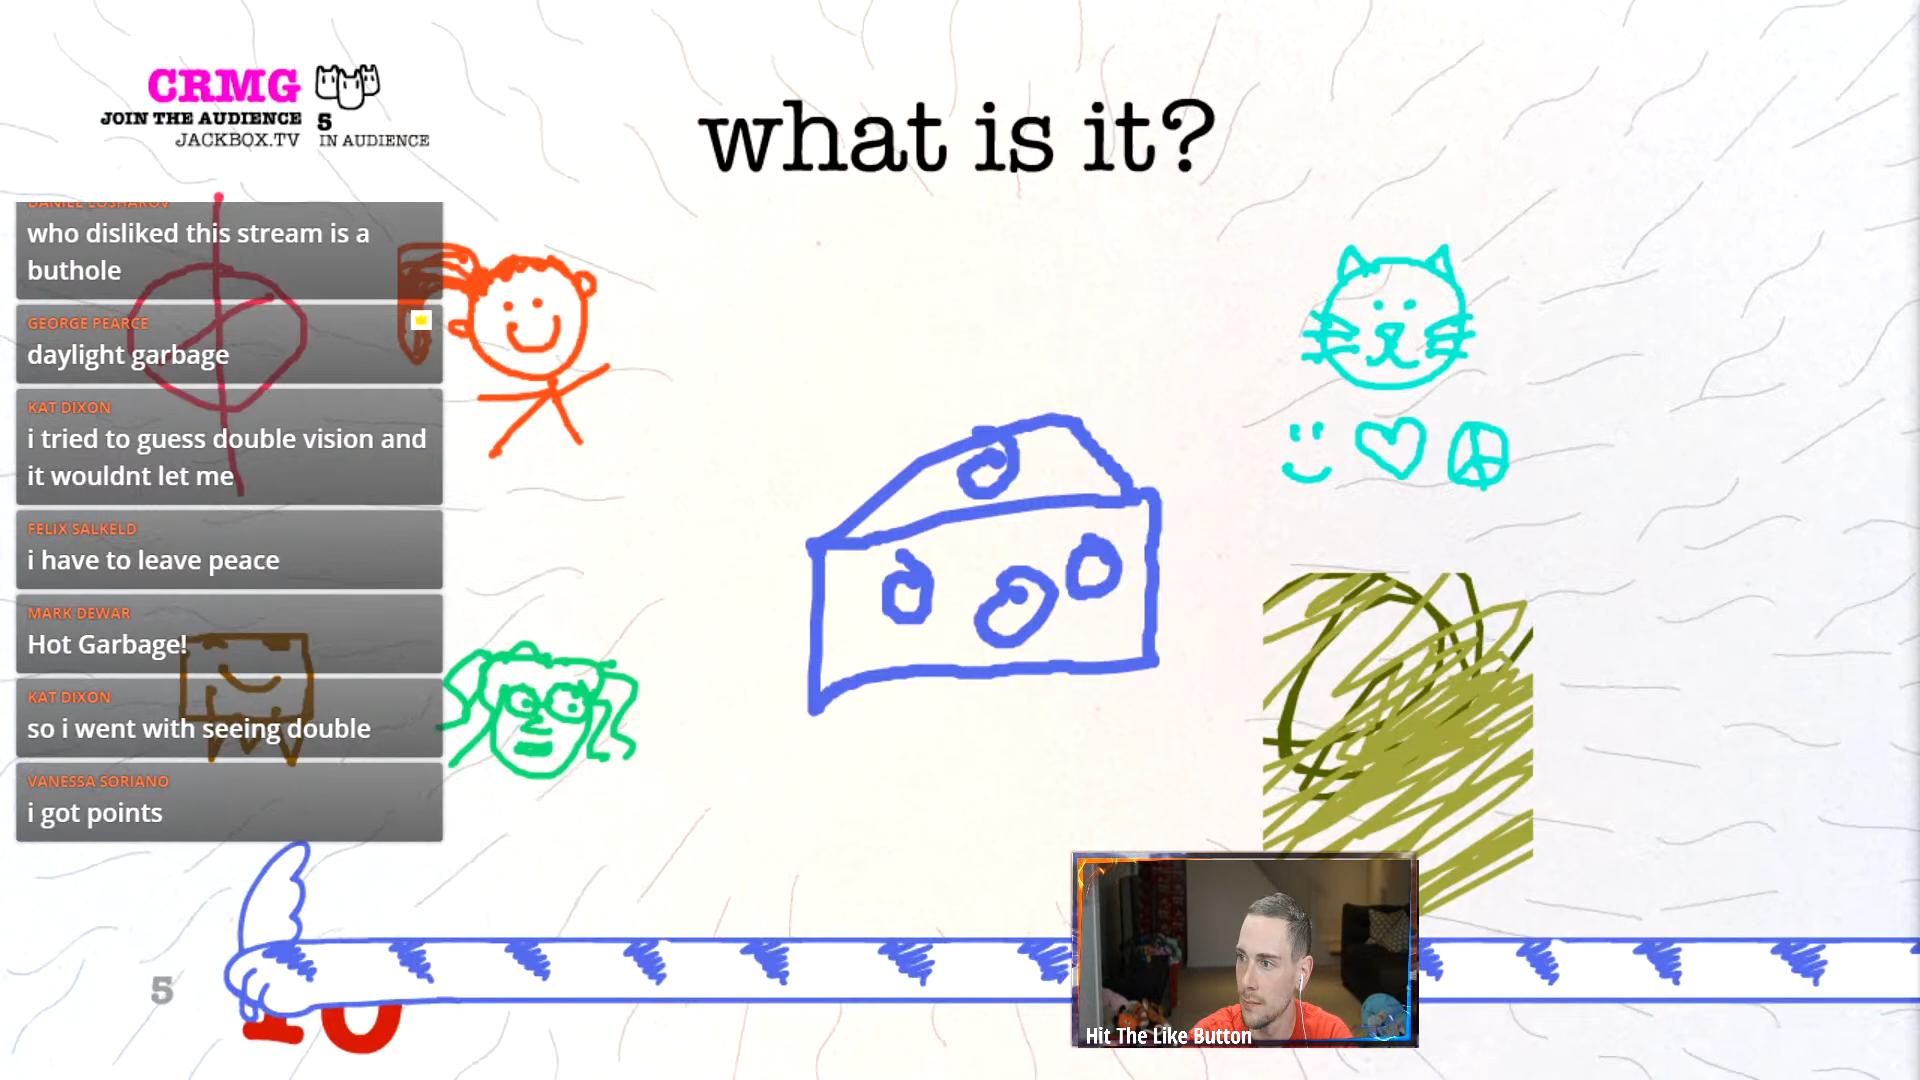 CRMG
JOIN THE AUDIENCE
JACKBOX.TV
5
IN AUDIENCE
what is it?
DANIEL LOSHAKOV
who disliked this stream is a
buthole
GEORGE PEARCE
daylight garbage
KAT DIXON
i tried to guess double vision and
it wouldnt let me
FELIX SALKELD
i have to leave peace
MARK DEWAR
Hot Garbage!
KAT DIXON
so i went with seeing double
VANESSA SORIANO
i got points
5
Hit The Like Button